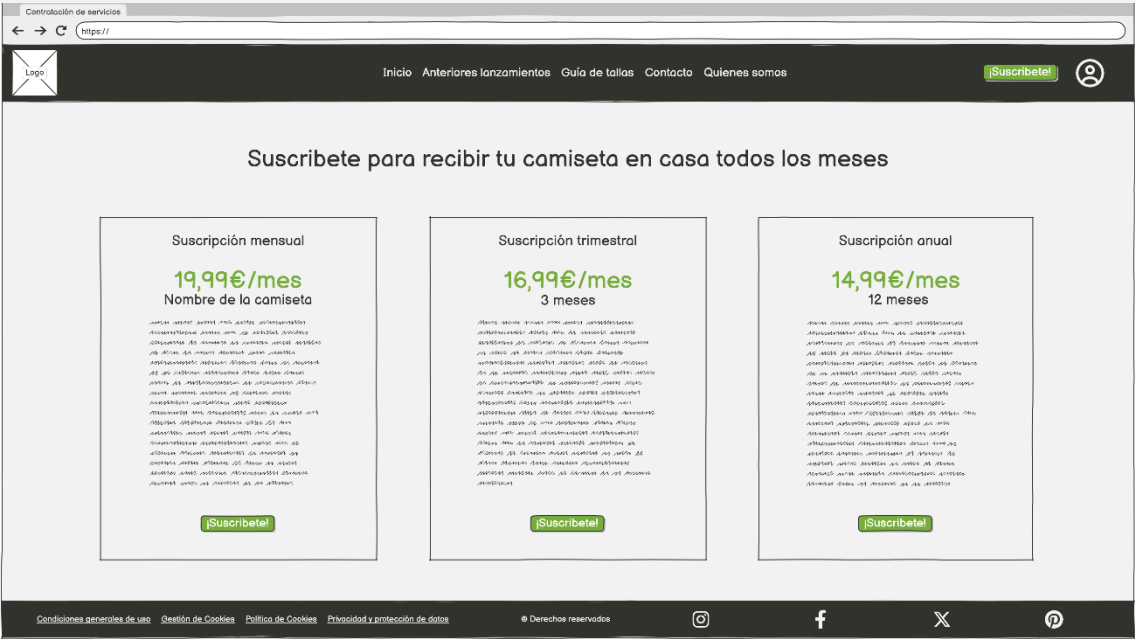 Contratación de servicios
https://
Logo
Inicio Anteriores lanzamientos Guía de tallas Contacto Quienes somos
¡Suscribete!
Suscribete para recibir tu camiseta en casa todos los meses
Suscripción mensual
19,99€/mes
Nombre de la camiseta
¡Suscribete!
Suscripción trimestral
16,99€/mes
3 meses
¡Suscribete!
Suscripción anual
14,99€/mes
12 meses
¡Suscribete!
Condiciones generales de uso Gestión de Cookies Política de Cookies Privacidad y protección de datos
© Derechos reservados